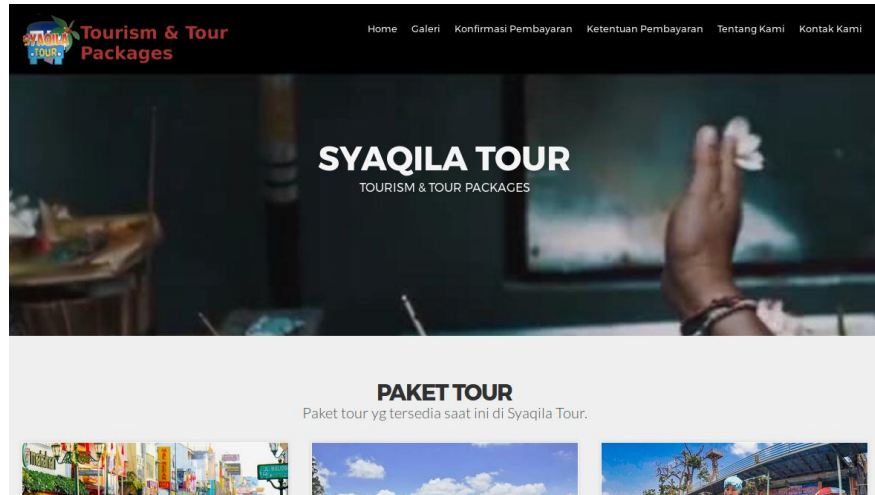 SYAQILA
TOUR
Tourism & Tour
Packages
Home Galeri Konfirmasi Pembayaran Ketentuan Pembayaran Tentang Kami Kontak Kami
SYAQILA TOUR
TOURISM & TOUR PACKAGES
PAKET TOUR
Paket tour yg tersedia saat ini di Syaqila Tour.